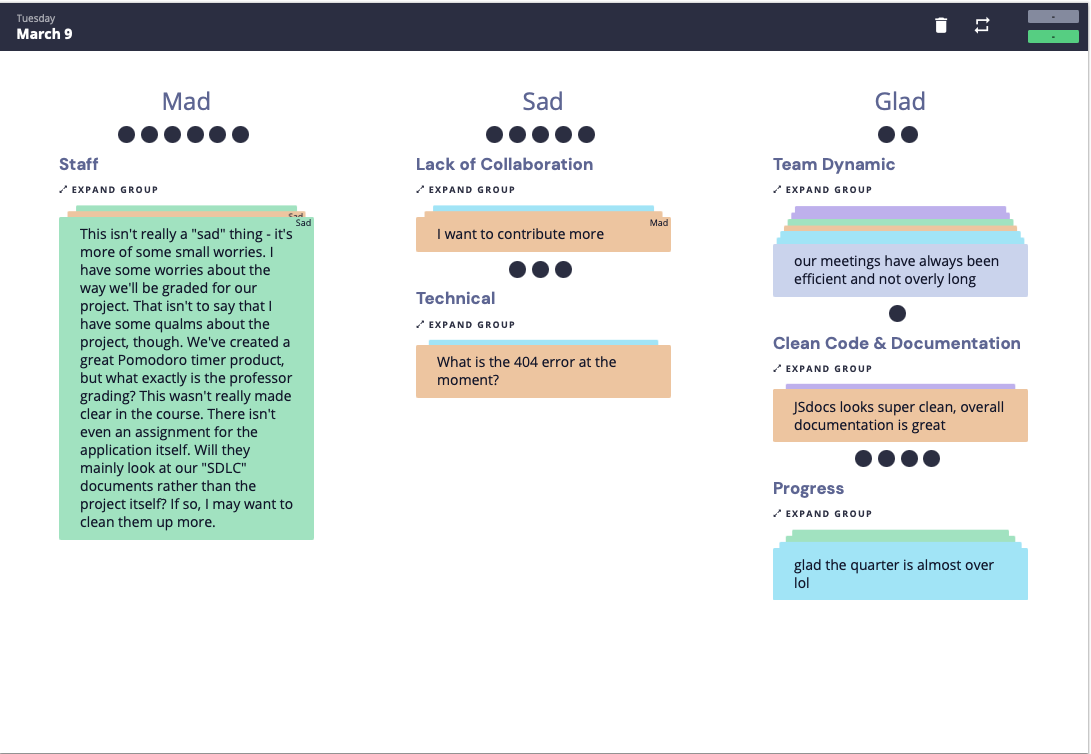 Tuesday
March 9
-
-
Mad
Staff
EXPAND GROUP
Sad
Sad
This isn't really a "sad" thing - it's
more of some small worries. I
have some worries about the
way we'll be graded for our
project. That isn't to say that I
have some qualms about the
project, though. We've created a
great Pomodoro timer product,
but what exactly is the professor
grading? This wasn't really made
clear in the course. There isn't
even an assignment for the
application itself. Will they
mainly look at our "SDLC"
documents rather than the
project itself? If so, I may want to
clean them up more.
Sad
Lack of Collaboration
EXPAND GROUP
Mad
I want to contribute more
Technical
EXPAND GROUP
What is the 404 error at the
moment?
Glad
Team Dynamic
EXPAND GROUP
our meetings have always been
efficient and not overly long
Clean Code & Documentation
EXPAND GROUP
JSdocs looks super clean, overall
documentation is great
Progress
EXPAND GROUP
glad the quarter is almost over
lol